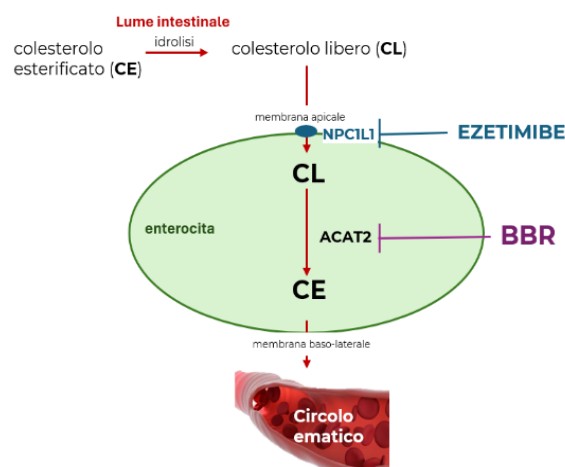 Lume intestinale
colesterolo
esterificato (CE)
idrolisi
colesterolo libero (CL)
membrana apicale
NPC1L1
EZETIMIBE
CL
enterocita
ACAT2
BBR
CE
membrana baso-laterale
Circolo
ematico